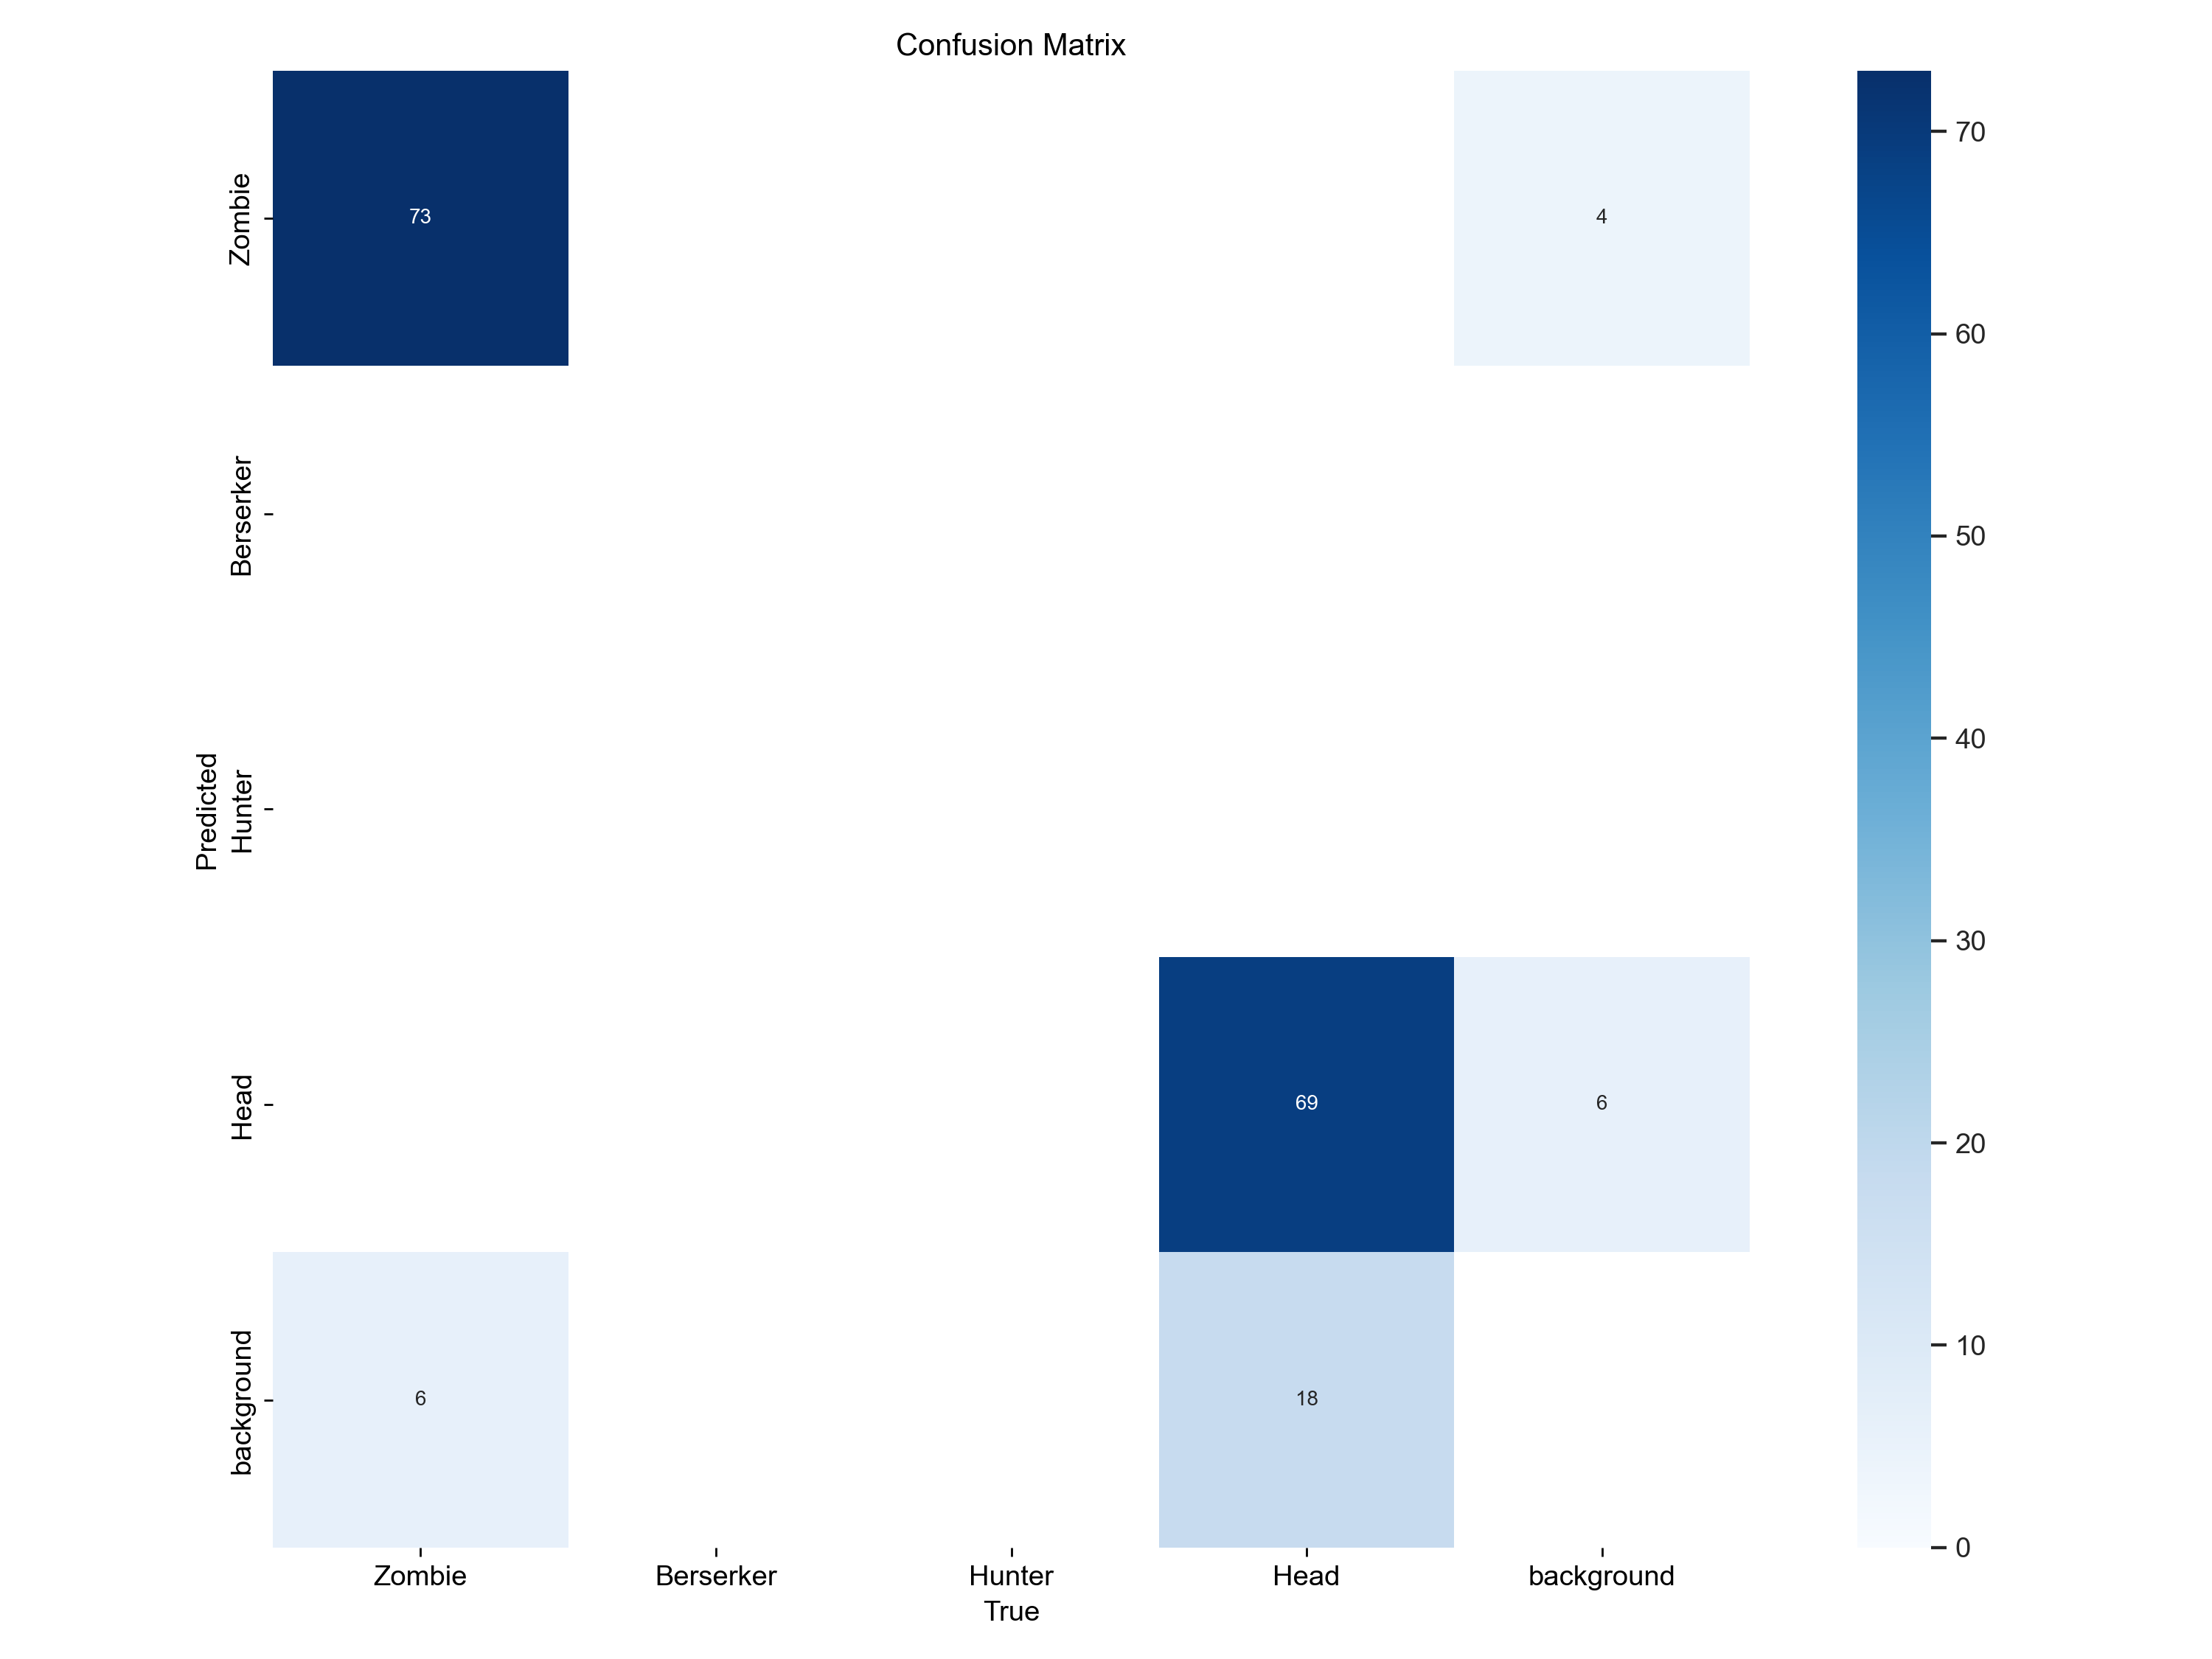 Confusion Matrix
Zombie
Berserker
Hunter
Head
background
Predicted
73
4
69
6
6
18
Zombie
Berserker
Hunter
Head
background
True
70
60
50
40
30
20
10
0